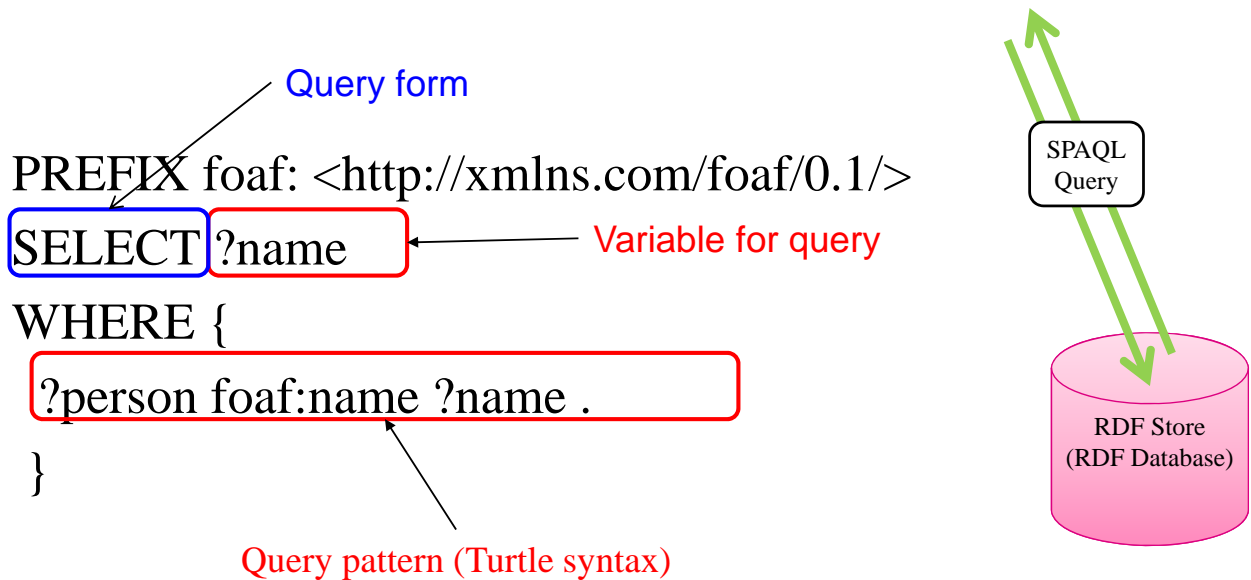 Query form
PREFIX foaf: <http://xmlns.com/foaf/0.1/>
SELECT ?name
Variable for query
WHERE {
?person foaf:name ?name .
}
Query pattern (Turtle syntax)
SPAQL
Query
RDF Store
(RDF Database)